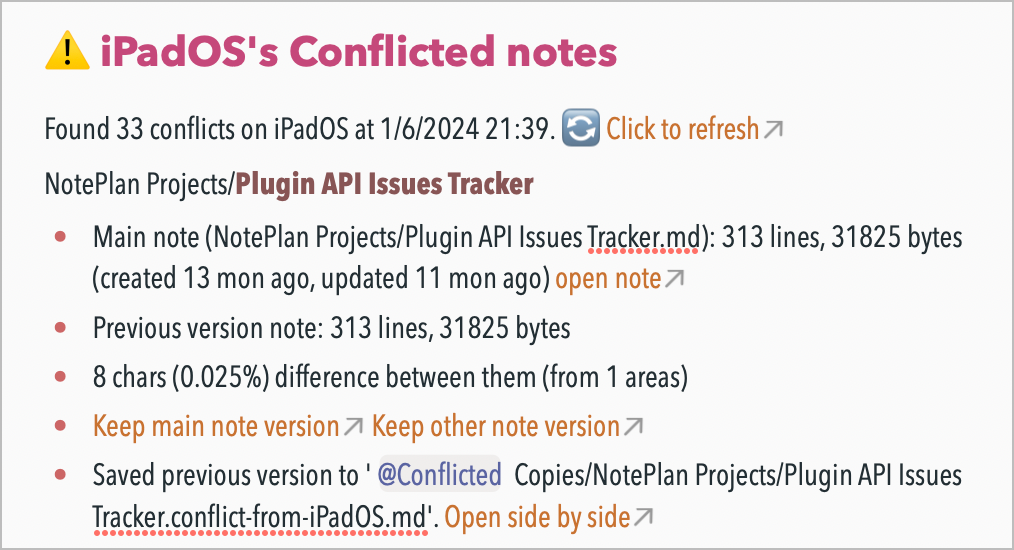 ⚠️ iPadOS's Conflicted notes
Found 33 conflicts on iPadOS at 1/6/2024 21:39. 🔄 Click to refresh
NotePlan Projects/Plugin API Issues Tracker
• Main note (NotePlan Projects/Plugin API Issues Tracker.md): 313 lines, 31825 bytes
(created 13 mon ago, updated 11 mon ago) open note
• Previous version note: 313 lines, 31825 bytes
• 8 chars (0.025%) difference between them (from 1 areas)
• Keep main note version Keep other note version
• Saved previous version to ' @Conflicted Copies/NotePlan Projects/Plugin API Issues
Tracker.conflict-from-iPadOS.md'. Open side by side